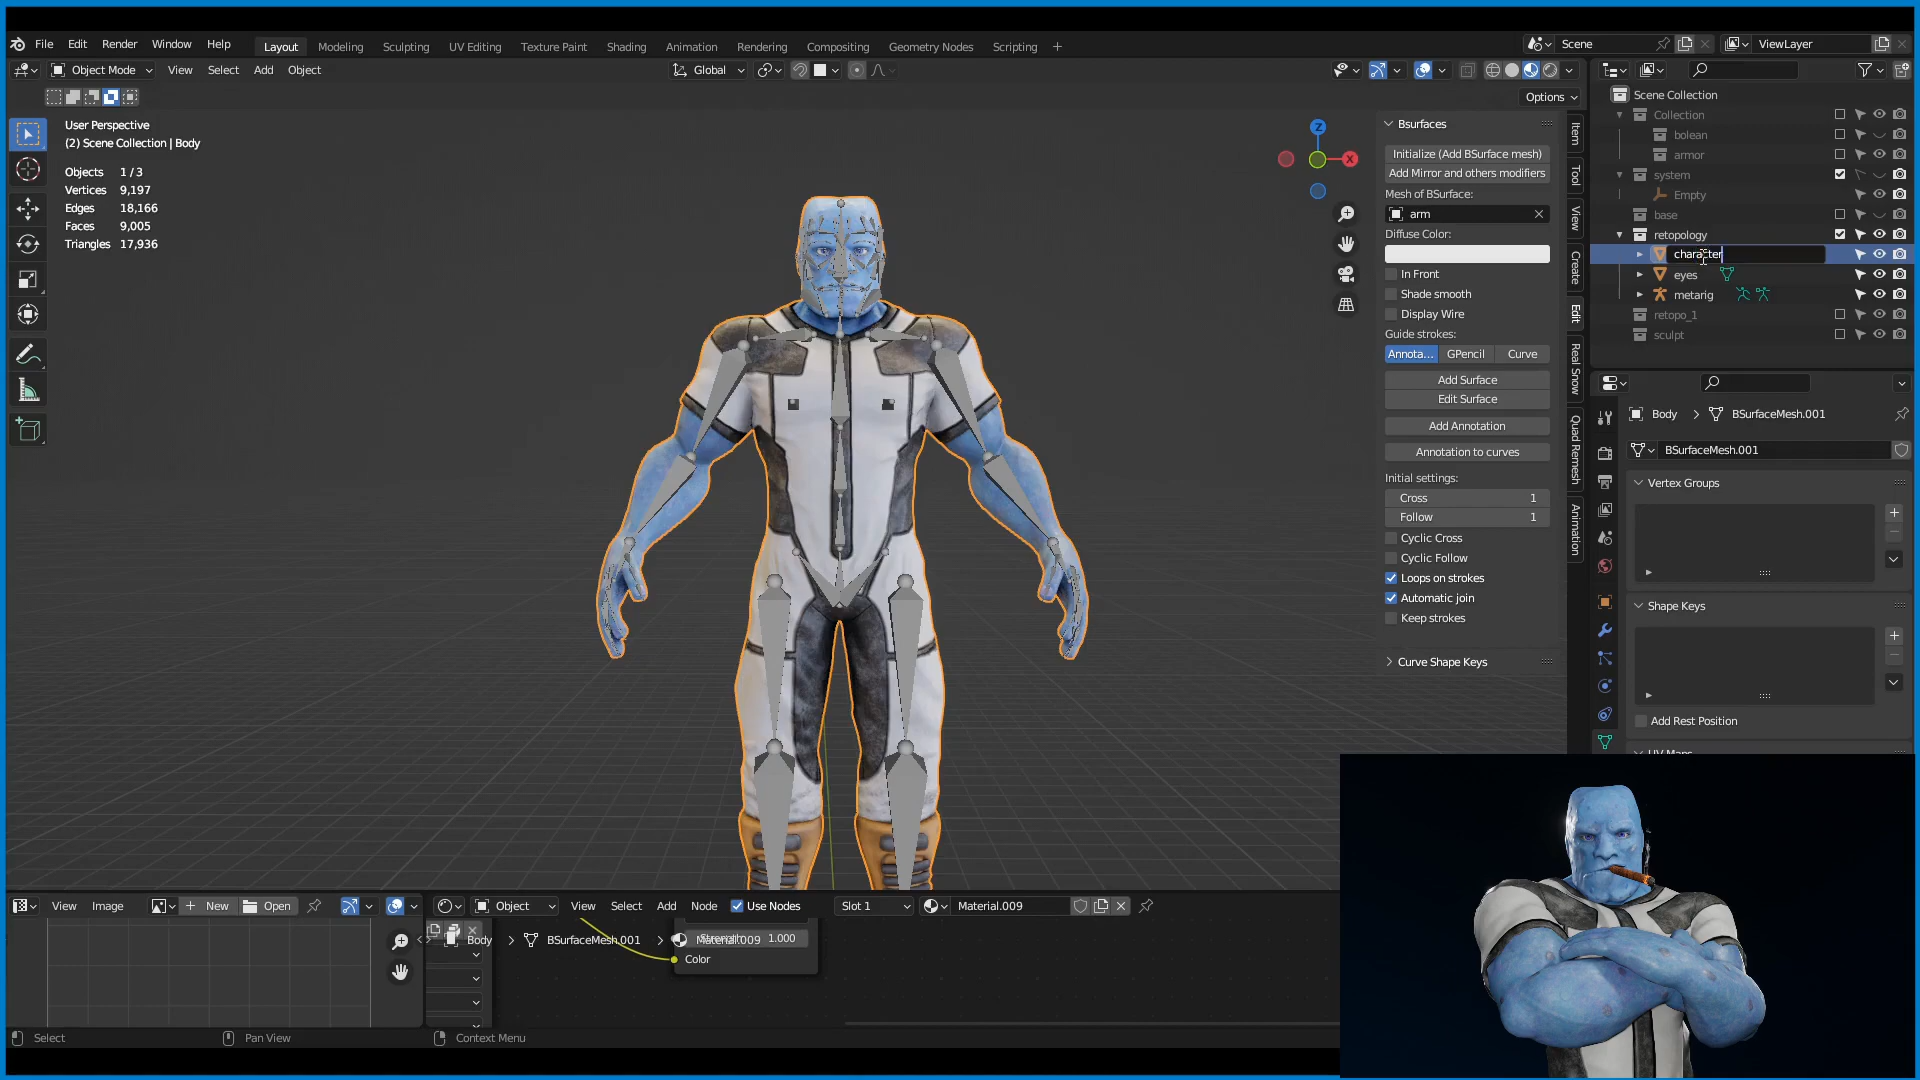 File Edit Render Window Help Layout Modeling Sculpting UV Editing Texture Paint Shading Animation Rendering Compositing Geometry Nodes Scripting + Scene ViewLayer
Object Mode View Select Add Object Global
Options
User Perspective
(2) Scene Collection | Body
Objects 1 / 3
Vertices 9,197
Edges 18,166
Faces 9,005
Triangles 17,936
Z
X
Bsurfaces
Initialize (Add BSurface mesh)
Add Mirror and others modifiers
Mesh of BSurface:
arm
Diffuse Color:
In Front
Shade smooth
Display Wire
Guide strokes:
Annota... GPencil Curve
Add Surface
Edit Surface
Add Annotation
Annotation to curves
Initial settings:
Cross 1
Follow 1
Cyclic Cross
Cyclic Follow
Loops on strokes
Automatic join
Keep strokes
Curve Shape Keys
Item
Tool
View
Create
Edit
Real Snow
Quad Remesh
Animation
Scene Collection
Collection
bolean
armor
system
Empty
base
retopology
character
eyes
metarig
retopo_1
sculpt
Body > BSurfaceMesh.001
BSurfaceMesh.001
Vertex Groups
Shape Keys
Add Rest Position
UV Maps
View Image New Open
Object View Select Add Node Use Nodes Slot 1 Material.009
Body > BSurfaceMesh.001 > Material.009
Strength 1.000
Color
Select Pan View Context Menu